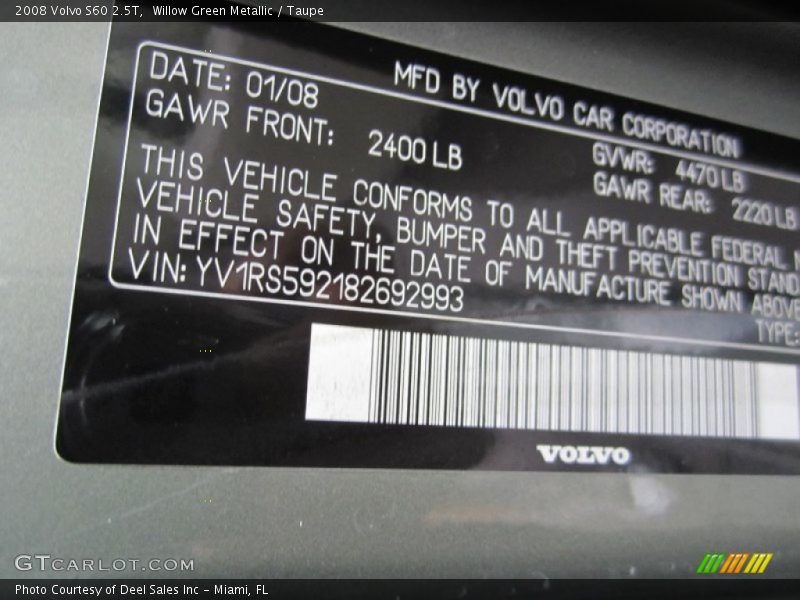 2008 Volvo S60 2.5T, Willow Green Metallic / Taupe
MFD BY VOLVO CAR CORPORATION
DATE: 01/08
GVWR: 4470 LB
GAWR FRONT: 2400 LB
GAWR REAR: 2220 LB
THIS VEHICLE CONFORMS TO ALL APPLICABLE FEDERAL
VEHICLE SAFETY, BUMPER AND THEFT PREVENTION STAND
IN EFFECT ON THE DATE OF MANUFACTURE SHOWN ABOVE
VIN: YV1RS592182692993
TYPE:
VOLVO
GTCARLOT.COM
Photo Courtesy of Deel Sales Inc - Miami, FL